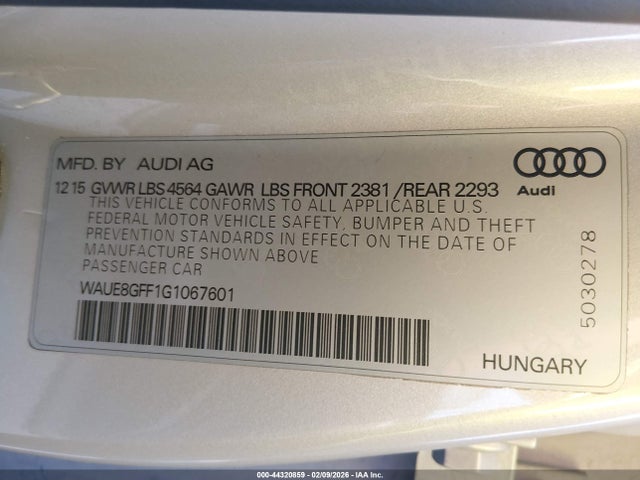 MFD. BY AUDI AG
12 15 GVWR LBS 4564 GAWR LBS FRONT 2381 /REAR 2293
THIS VEHICLE CONFORMS TO ALL APPLICABLE U.S.
FEDERAL MOTOR VEHICLE SAFETY, BUMPER AND THEFT
PREVENTION STANDARDS IN EFFECT ON THE DATE OF
MANUFACTURE SHOWN ABOVE
PASSENGER CAR
WAUE8GFF1G1067601
Audi
5030278
HUNGARY
000-44320859 | 02/09/2026 - IAA Inc.